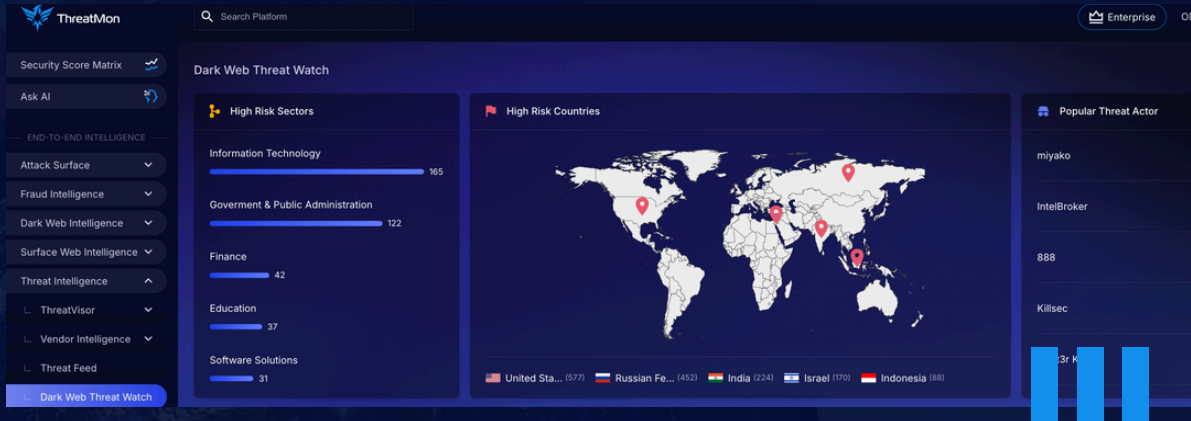 ThreatMon
Search Platform
Enterprise
Security Score Matrix
Ask AI
END-TO-END INTELLIGENCE
Attack Surface
Fraud Intelligence
Dark Web Intelligence
Surface Web Intelligence
Threat Intelligence
ThreatVisor
Vendor Intelligence
Threat Feed
Dark Web Threat Watch
Dark Web Threat Watch
High Risk Sectors
Information Technology
165
Goverment & Public Administration
122
Finance
42
Education
37
Software Solutions
31
High Risk Countries
United Sta... (577) Russian Fe... (452) India (224) Israel (170) Indonesia (88)
Popular Threat Actor
miyako
IntelBroker
888
Killsec